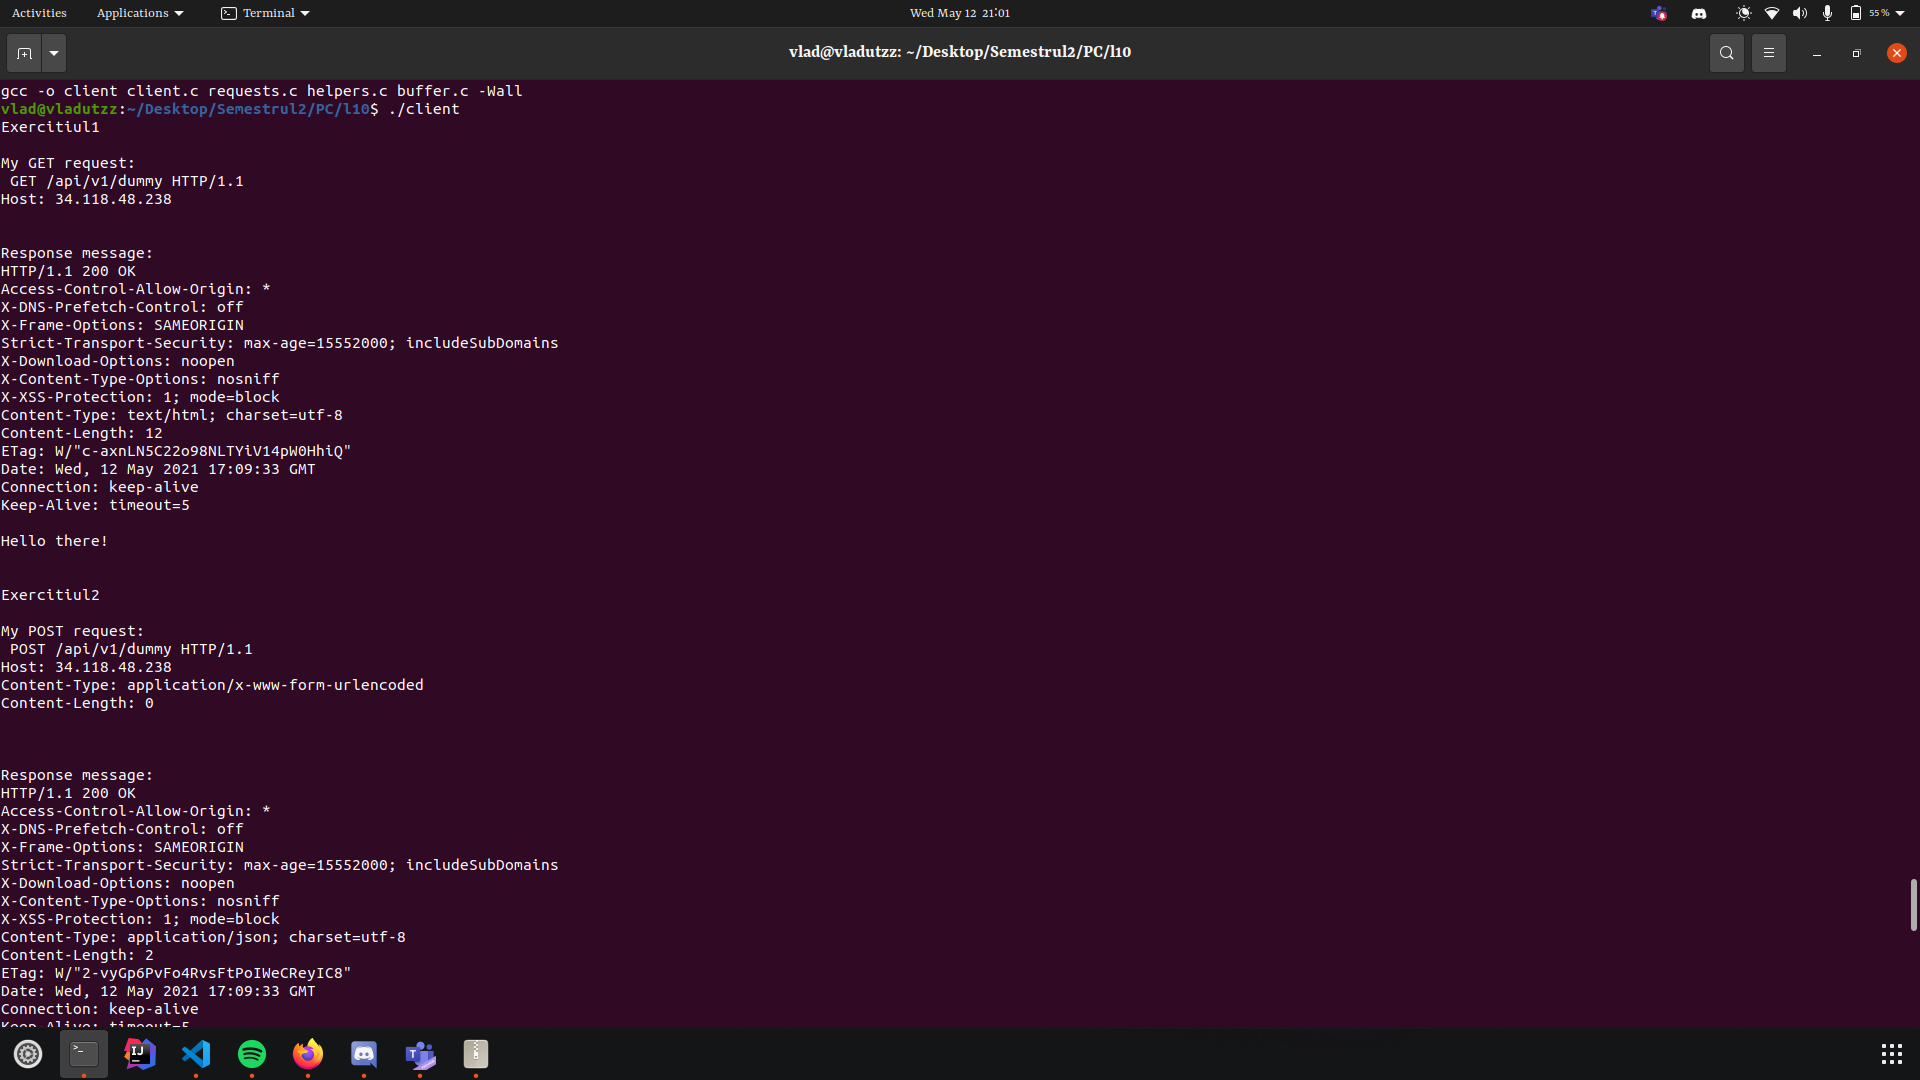 Activities Applications Terminal Wed May 12 21:01 55 %
vlad@vladutzz: ~/Desktop/Semestrul2/PC/l10
gcc -o client client.c requests.c helpers.c buffer.c -Wall
vlad@vladutzz:~/Desktop/Semestrul2/PC/l10$ ./client
Exercitiul1
My GET request:
GET /api/v1/dummy HTTP/1.1
Host: 34.118.48.238
Response message:
HTTP/1.1 200 OK
Access-Control-Allow-Origin: *
X-DNS-Prefetch-Control: off
X-Frame-Options: SAMEORIGIN
Strict-Transport-Security: max-age=15552000; includeSubDomains
X-Download-Options: noopen
X-Content-Type-Options: nosniff
X-XSS-Protection: 1; mode=block
Content-Type: text/html; charset=utf-8
Content-Length: 12
ETag: W/"c-axnLN5C22o98NLTYiV14pW0HhiQ"
Date: Wed, 12 May 2021 17:09:33 GMT
Connection: keep-alive
Keep-Alive: timeout=5
Hello there!
Exercitiul2
My POST request:
POST /api/v1/dummy HTTP/1.1
Host: 34.118.48.238
Content-Type: application/x-www-form-urlencoded
Content-Length: 0
Response message:
HTTP/1.1 200 OK
Access-Control-Allow-Origin: *
X-DNS-Prefetch-Control: off
X-Frame-Options: SAMEORIGIN
Strict-Transport-Security: max-age=15552000; includeSubDomains
X-Download-Options: noopen
X-Content-Type-Options: nosniff
X-XSS-Protection: 1; mode=block
Content-Type: application/json; charset=utf-8
Content-Length: 2
ETag: W/"2-vyGp6PvFo4RvsFtPoIWeCReyIC8"
Date: Wed, 12 May 2021 17:09:33 GMT
Connection: keep-alive
Keep-Alive: timeout=5